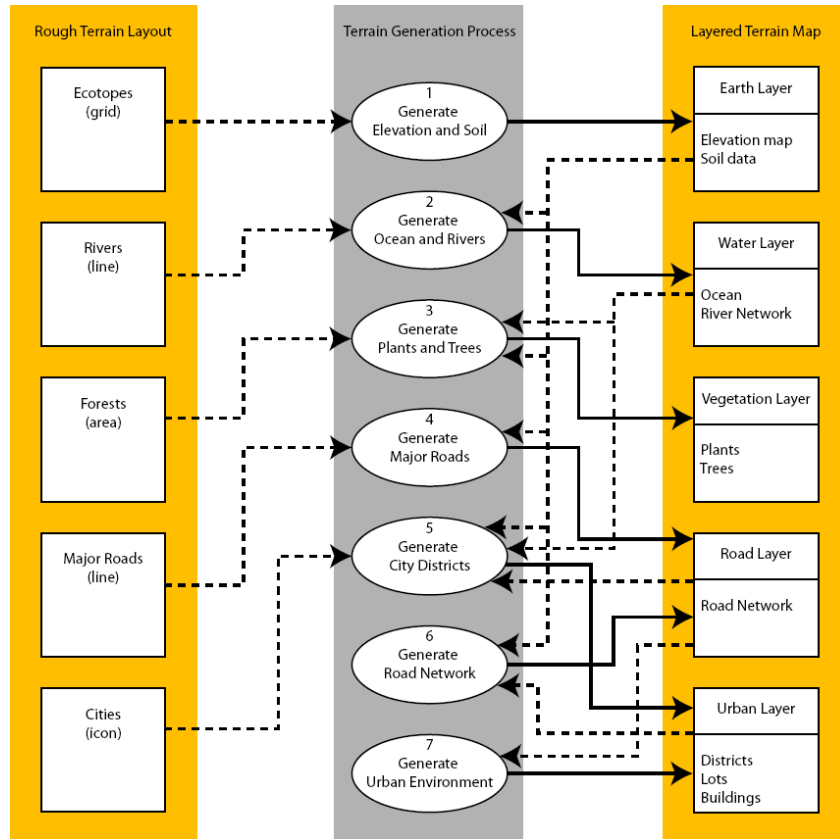 Rough Terrain Layout
Ecotopes
(grid)
Rivers
(line)
Forests
(area)
Major Roads
(line)
Cities
(icon)
Terrain Generation Process
1
Generate
Elevation and Soil
2
Generate
Ocean and Rivers
3
Generate
Plants and Trees
4
Generate
Major Roads
5
Generate
City Districts
6
Generate
Road Network
7
Generate
Urban Environment
Layered Terrain Map
Earth Layer
Elevation map
Soil data
Water Layer
Ocean
River Network
Vegetation Layer
Plants
Trees
Road Layer
Road Network
Urban Layer
Districts
Lots
Buildings